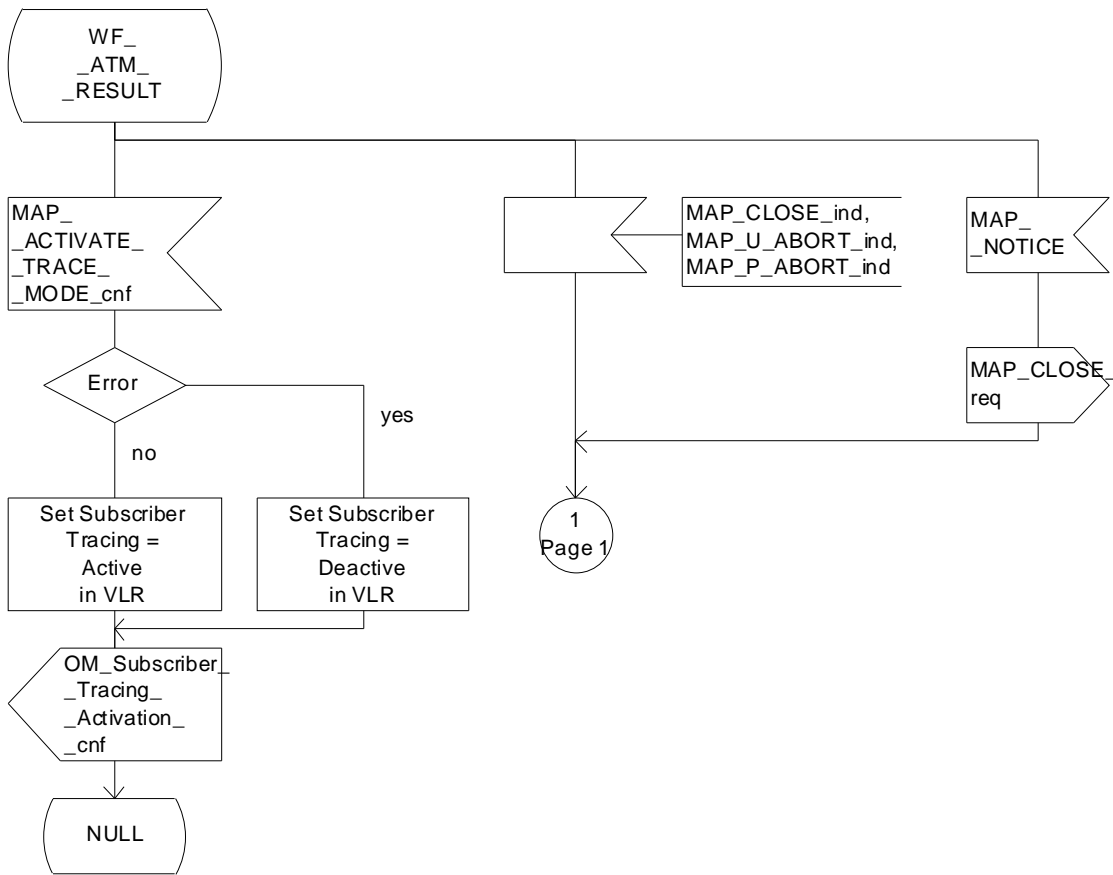 WF_
_ATM_
_RESULT
MAP_
_ACTIVATE_
_TRACE_
_MODE_cnf
MAP_CLOSE_ind,
MAP_U_ABORT_ind,
MAP_P_ABORT_ind
MAP_
_NOTICE
Error
yes
no
MAP_CLOSE_
req
Set Subscriber
Tracing =
Active
in VLR
Set Subscriber
Tracing =
Deactive
in VLR
1
Page 1
OM_Subscriber_
_Tracing_
_Activation_
_cnf
NULL